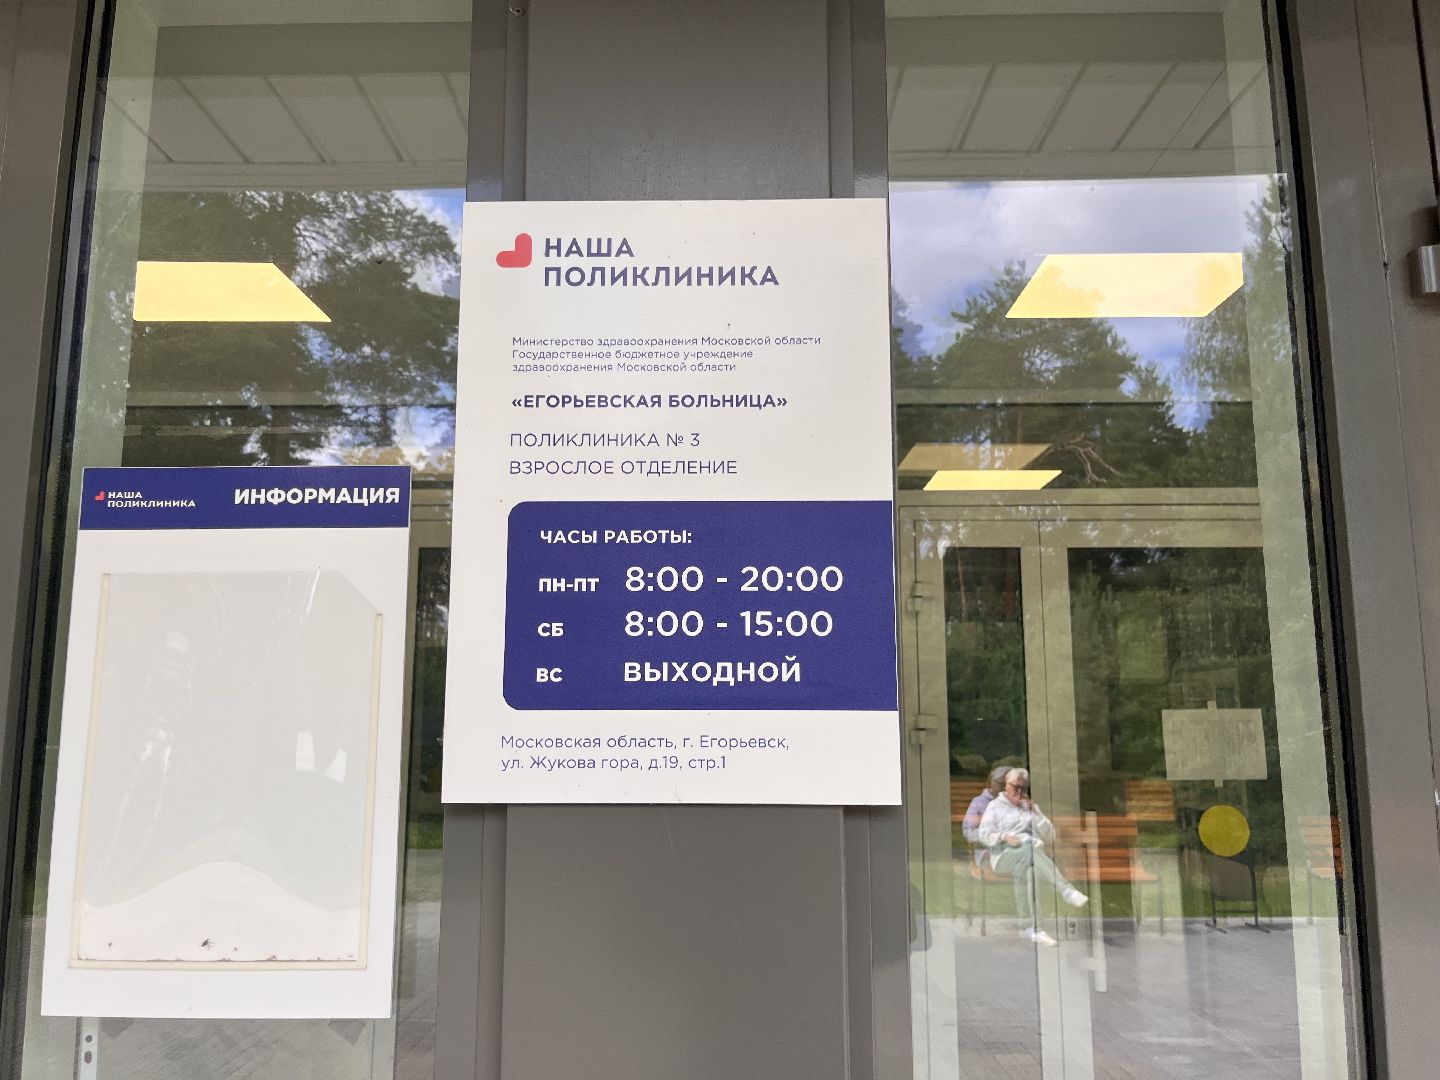 НАША
ПОЛИКЛИНИКА
Министерство здравоохранения Московской области
Государственное бюджетное учреждение
здравоохранения Московской области
«ЕГОРЬЕВСКАЯ БОЛЬНИЦА»
ПОЛИКЛИНИКА № 3
ВЗРОСЛОЕ ОТДЕЛЕНИЕ
ЧАСЫ РАБОТЫ:
ПН-ПТ 8:00 - 20:00
СБ 8:00 - 15:00
ВС ВЫХОДНОЙ
Московская область, г. Егорьевск,
ул. Жукова гора, д.19, стр.1
НАША
ПОЛИКЛИНИКА
ИНФОРМАЦИЯ